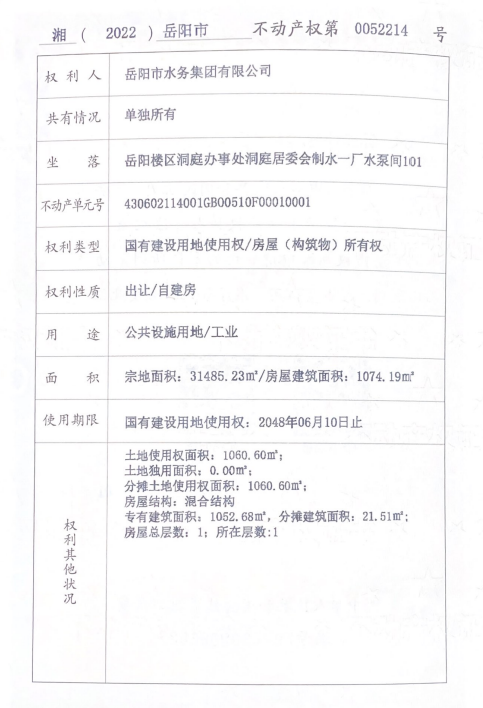 湘 ( 2022 ) 岳阳市 不动产权第 0052214 号
权利人 岳阳市水务集团有限公司
共有情况 单独所有
坐落 岳阳楼区洞庭办事处洞庭居委会制水一厂水泵间101
不动产单元号 430602114001GB00510F00010001
权利类型 国有建设用地使用权/房屋（构筑物）所有权
权利性质 出让/自建房
用途 公共设施用地/工业
面积 宗地面积：31485.23㎡/房屋建筑面积：1074.19㎡
使用期限 国有建设用地使用权：2048年06月10日止
权利其他状况
土地使用权面积：1060.60㎡；
土地独用面积：0.00㎡；
分摊土地使用权面积：1060.60㎡；
房屋结构：混合结构
专有建筑面积：1052.68㎡，分摊建筑面积：21.51㎡；
房屋总层数：1；所在层数:1